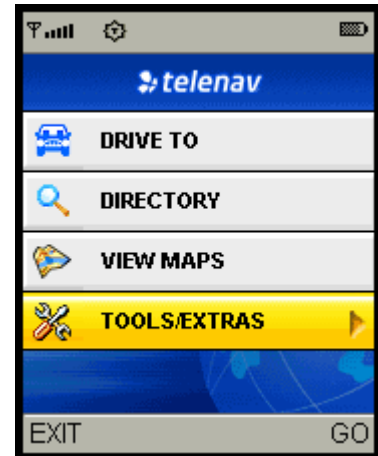 telenav
DRIVE TO
DIRECTORY
VIEW MAPS
TOOLS/EXTRAS
EXIT GO